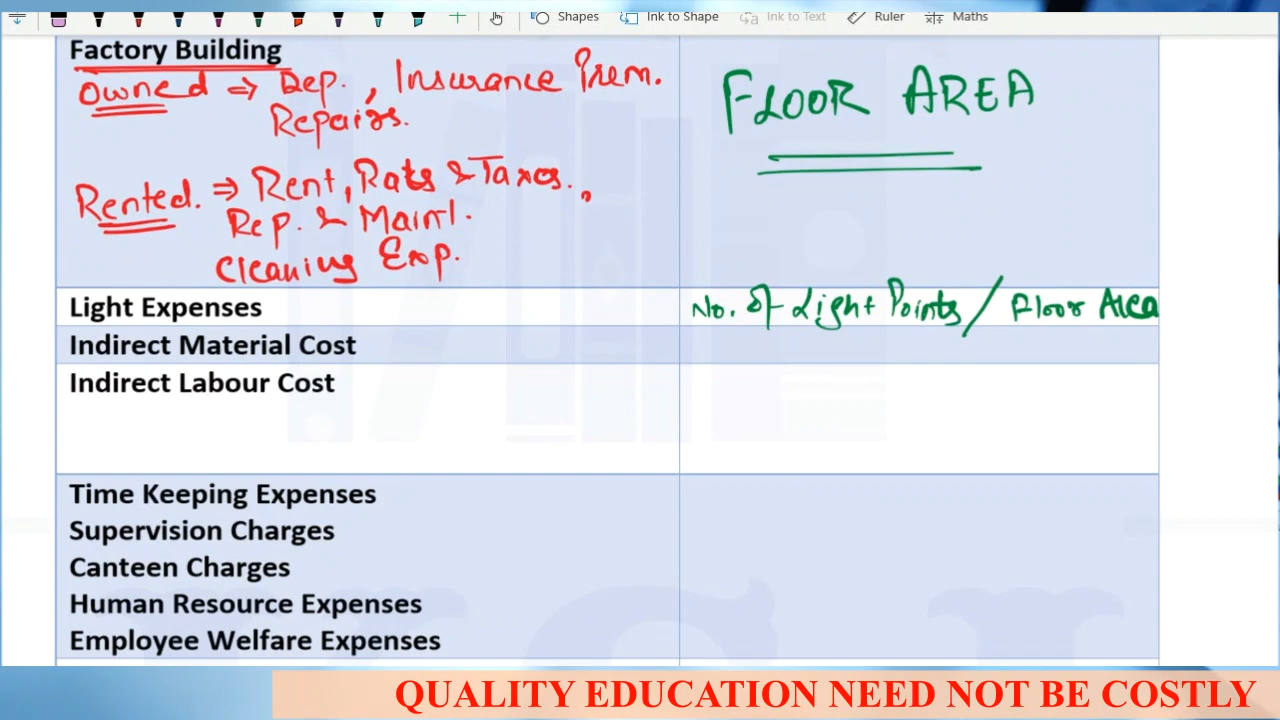 Shapes Ink to Shape Ink to Text Ruler Maths
Factory Building
Owned ⇒ Dep., Insurance Prem.
Repairs.
FLOOR AREA
Rented. ⇒ Rent, Rates & Taxes.,
Rep. & Maint.
Cleaning Exp.
Light Expenses
No. Of Light Points / Floor Area
Indirect Material Cost
Indirect Labour Cost
Time Keeping Expenses
Supervision Charges
Canteen Charges
Human Resource Expenses
Employee Welfare Expenses
QUALITY EDUCATION NEED NOT BE COSTLY